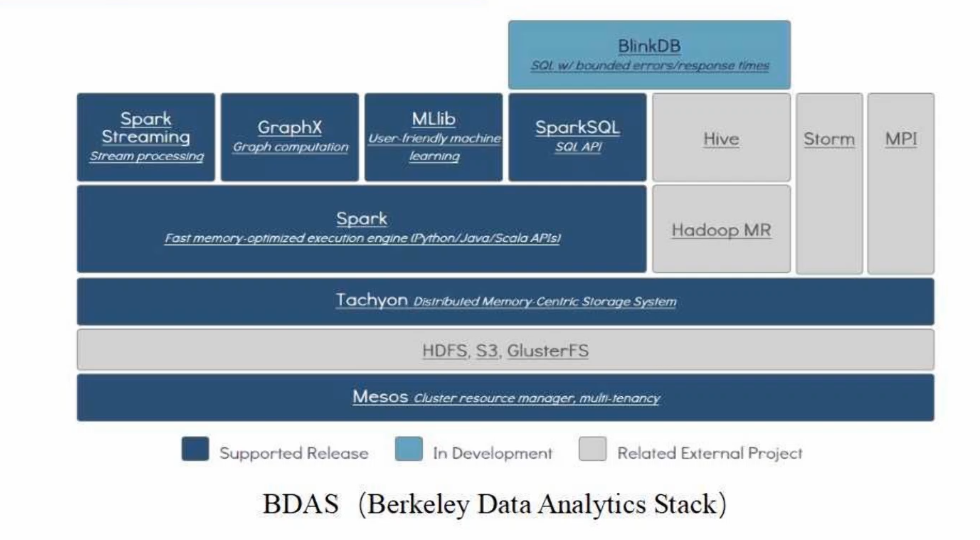 BlinkDB
SQL w/ bounded errors/response times
Spark
Streaming
Stream processing
GraphX
Graph computation
MLlib
User-friendly machine
learning
SparkSQL
SQL API
Hive
Storm
MPI
Spark
Fast memory-optimized execution engine (Python/Java/Scala APIs)
Hadoop MR
Tachyon Distributed Memory-Centric Storage System
HDFS, S3, GlusterFS
Mesos Cluster resource manager, multi-tenancy
Supported Release
In Development
Related External Project
BDAS（Berkeley Data Analytics Stack）